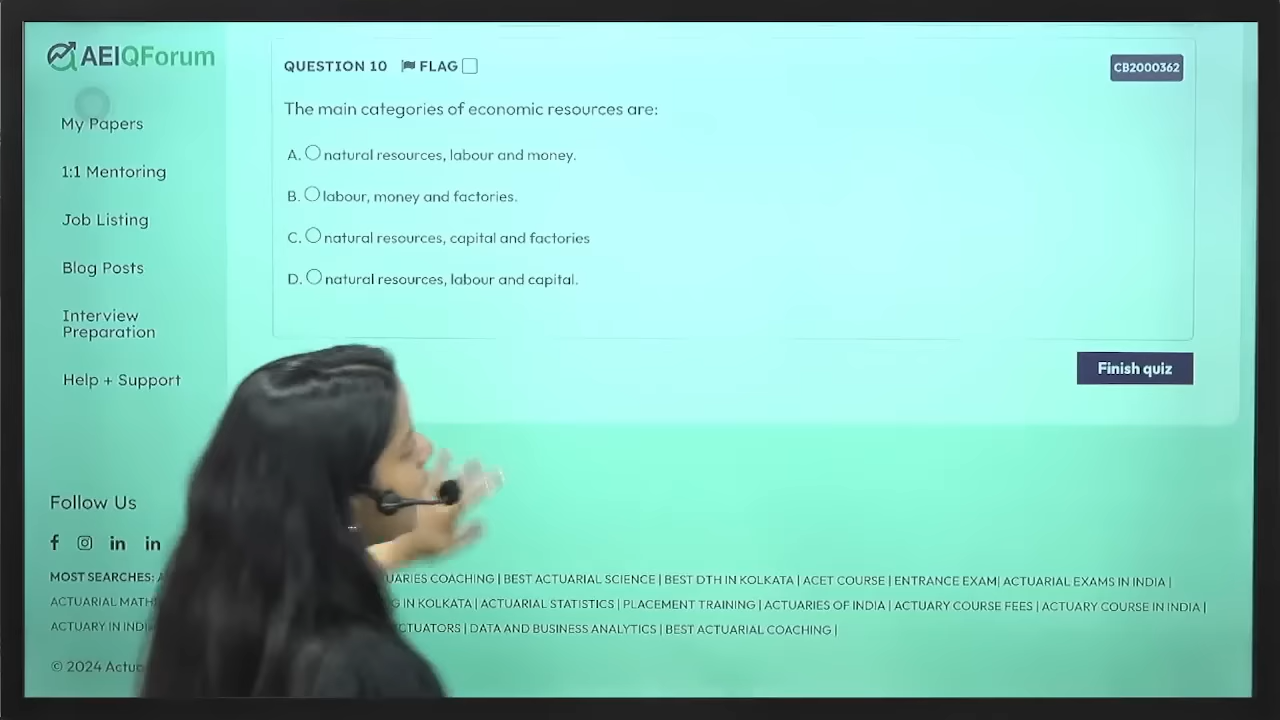 AEIQForum
My Papers
1:1 Mentoring
Job Listing
Blog Posts
Interview
Preparation
Help + Support
QUESTION 10 FLAG
CB2000362
The main categories of economic resources are:
A. natural resources, labour and money.
B. labour, money and factories.
C. natural resources, capital and factories
D. natural resources, labour and capital.
Finish quiz
Follow Us
MOST SEARCHES: COACHING | BEST ACTUARIAL SCIENCE | BEST DTH IN KOLKATA | ACET COURSE | ENTRANCE EXAM| ACTUARIAL EXAMS IN INDIA |
ACTUARIAL IN KOLKATA | ACTUARIAL STATISTICS | PLACEMENT TRAINING | ACTUARIES OF INDIA | ACTUARY COURSE FEES | ACTUARY COURSE IN INDIA |
ACTUARY IN | DATA AND BUSINESS ANALYTICS | BEST ACTUARIAL COACHING |
© 2024